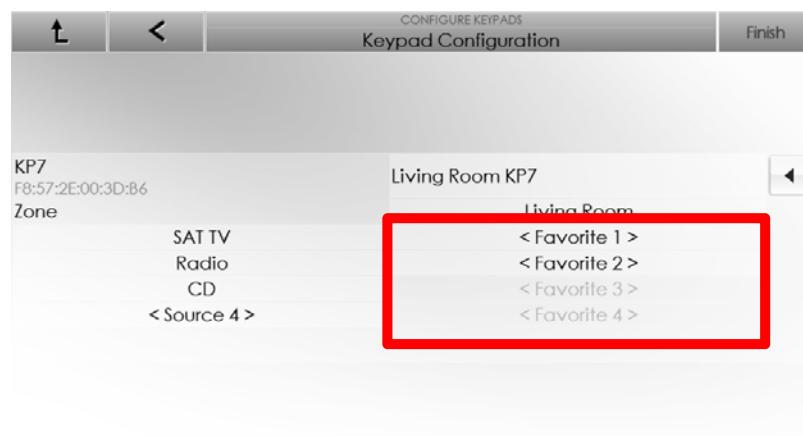 CONFIGURE KEYPADS
Keypad Configuration
Finish
KP7
F8:57:2E:00:3D:B6
Living Room KP7
Zone
Living Room
SAT TV
< Favorite 1 >
Radio
< Favorite 2 >
CD
< Favorite 3 >
< Source 4 >
< Favorite 4 >